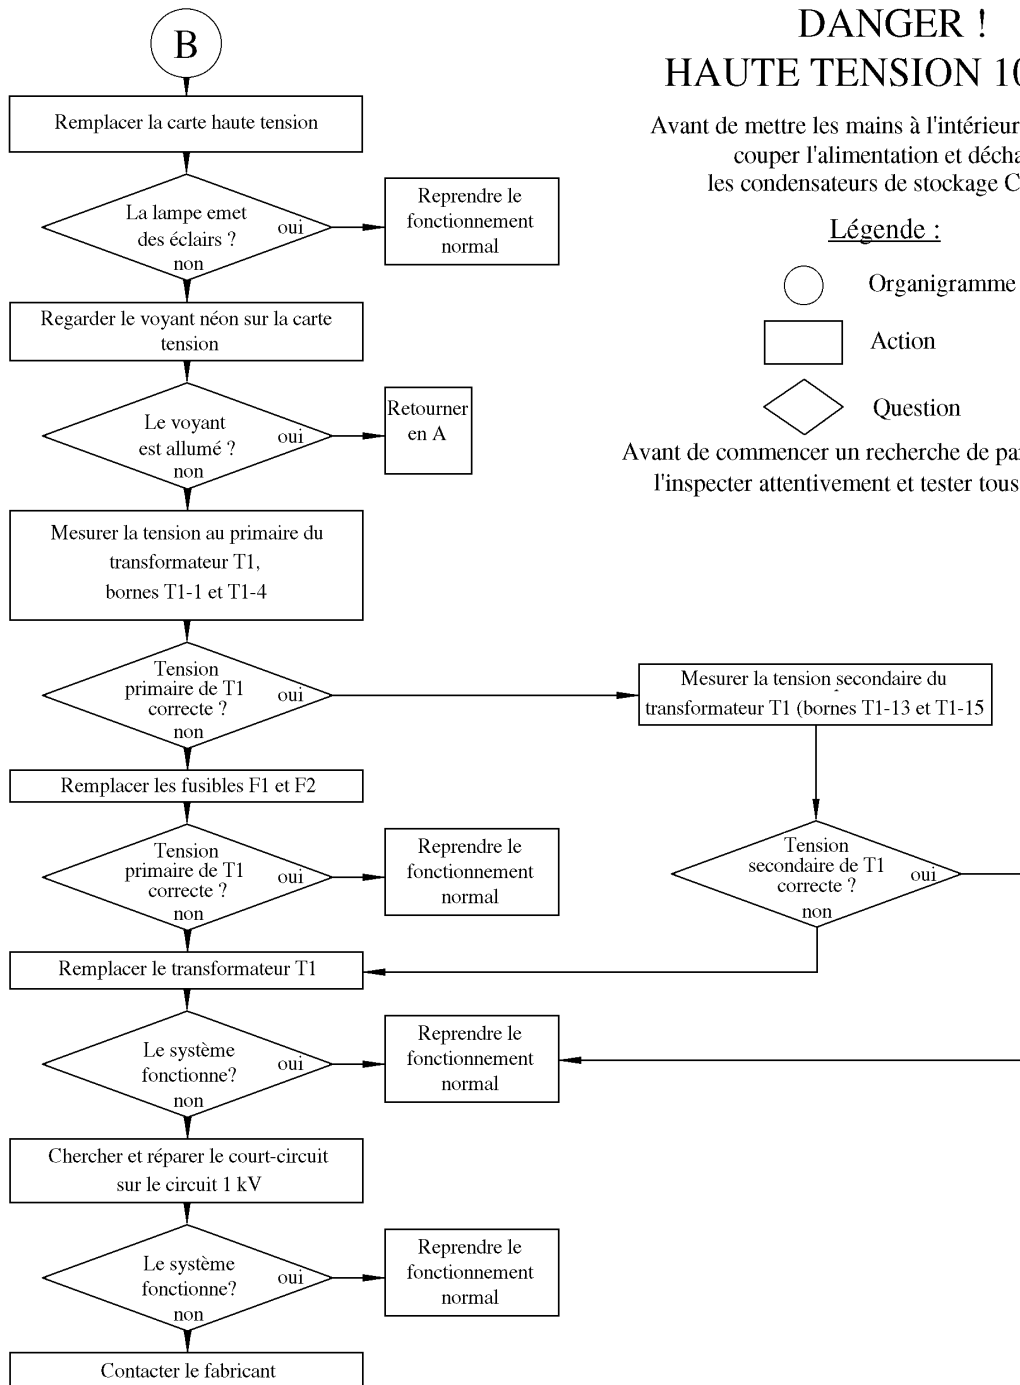 B
Remplacer la carte haute tension
La lampe emet
des éclairs ?
oui
non
Reprendre le
fonctionnement
normal
Regarder le voyant néon sur la carte
tension
Le voyant
est allumé ?
oui
non
Retourner
en A
Mesurer la tension au primaire du
transformateur T1,
bornes T1-1 et T1-4
Tension
primaire de T1
correcte ?
oui
non
Remplacer les fusibles F1 et F2
Tension
primaire de T1
correcte ?
oui
non
Reprendre le
fonctionnement
normal
Remplacer le transformateur T1
Le système
fonctionne?
oui
non
Reprendre le
fonctionnement
normal
Chercher et réparer le court-circuit
sur le circuit 1 kV
Le système
fonctionne?
oui
non
Reprendre le
fonctionnement
normal
Contacter le fabricant
DANGER !
HAUTE TENSION
Avant de mettre les mains à l'intérieur
couper l'alimentation et
les condensateurs de stockage
Légende :
Organigramme
Action
Question
Avant de commencer un recherche de
l'inspecter attentivement et tester tous
Mesurer la tension secondaire du
transformateur T1 (bornes T1-13 et T1-15
Tension
secondaire de T1
correcte ?
oui
non